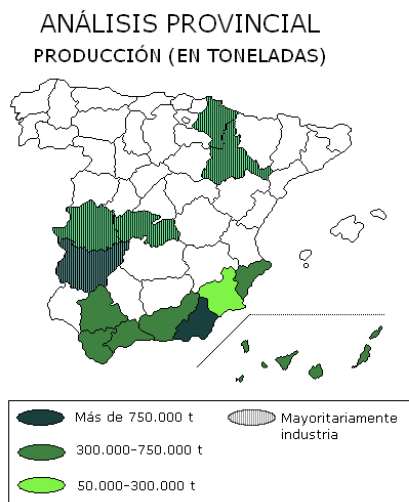 ANÁLISIS PROVINCIAL
PRODUCCIÓN (EN TONELADAS)
Más de 750.000 t
Mayoritariamente
industria
300.000-750.000 t
50.000-300.000 t